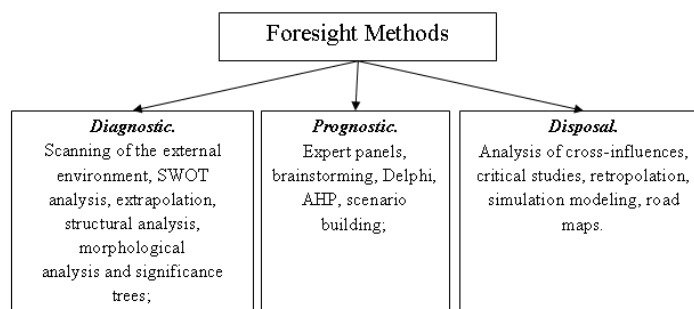 Foresight Methods
Diagnostic.
Scanning of the external
environment, SWOT
analysis, extrapolation,
structural analysis,
morphological
analysis and significance
trees;
Prognostic.
Expert panels,
brainstorming, Delphi,
AHP, scenario
building;
Disposal.
Analysis of cross-influences,
critical studies, retropolation,
simulation modeling, road
maps.